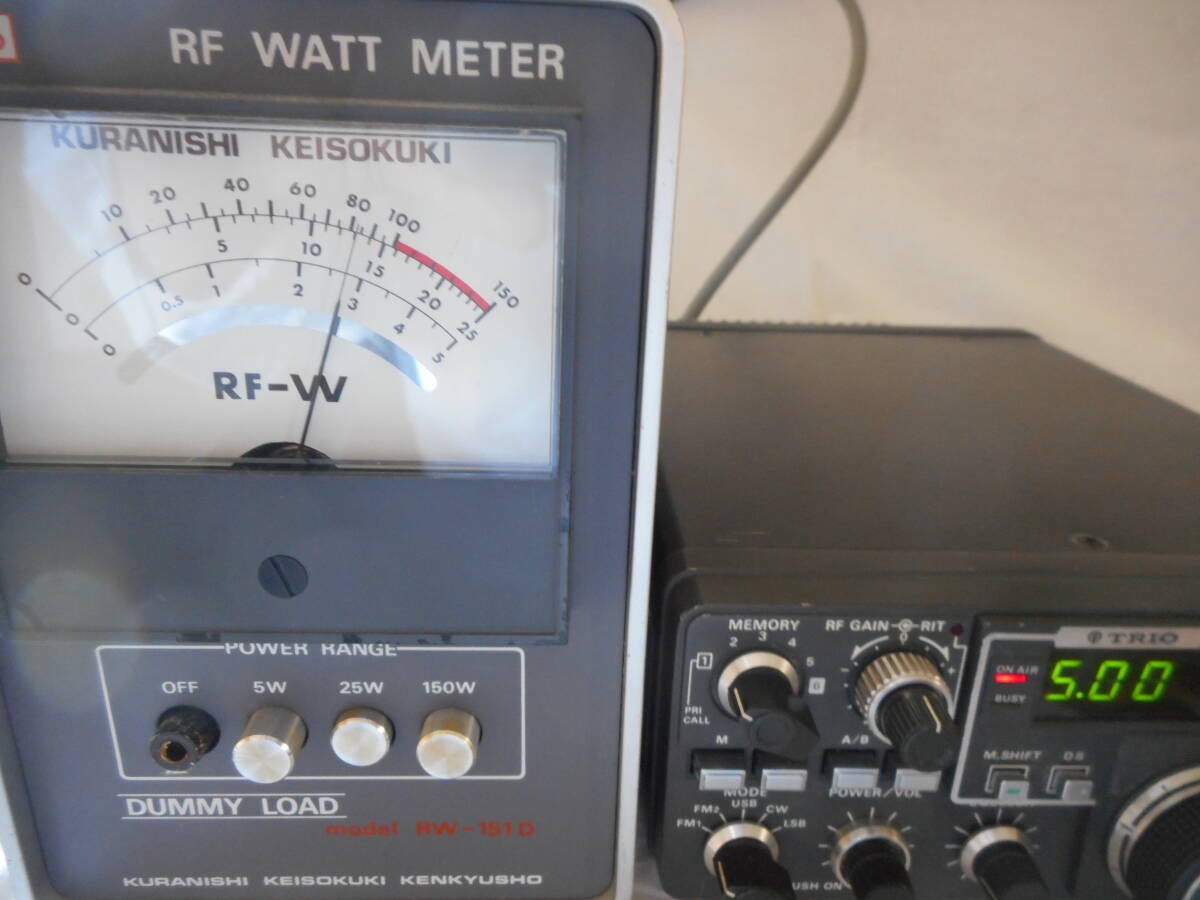 RF WATT METER
KURANISHI KEISOKUKI
0 10 20 40 60 80 100 150
0 5 10 15 20 25
0 0.5 1 2 3 4 5
RF-W
POWER RANGE
OFF 5W 25W 150W
DUMMY LOAD
model RW-151D
KURANISHI KEISOKUKI KENKYUSHO
MEMORY
1 2 3 4 5 6
PRI
CALL
RF GAIN RIT
0 +
TRIO
ON AIR
BUSY
5.00
M A/B
M.SHIFT DS
MODE
FM1 FM2 USB CW LSB
POWER/VOL
PUSH ON